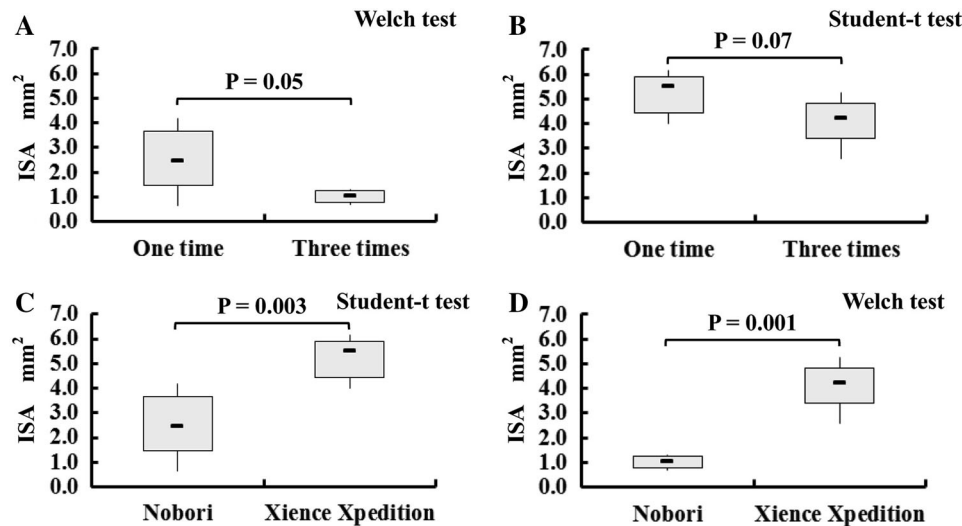 A
Welch test
P = 0.05
ISA mm²
7.0
6.0
5.0
4.0
3.0
2.0
1.0
0.0
One time
Three times
B
Student-t test
P = 0.07
ISA mm²
7.0
6.0
5.0
4.0
3.0
2.0
1.0
0.0
One time
Three times
C
Student-t test
P = 0.003
ISA mm²
7.0
6.0
5.0
4.0
3.0
2.0
1.0
0.0
Nobori
Xience Xpedition
D
Welch test
P = 0.001
ISA mm²
7.0
6.0
5.0
4.0
3.0
2.0
1.0
0.0
Nobori
Xience Xpedition